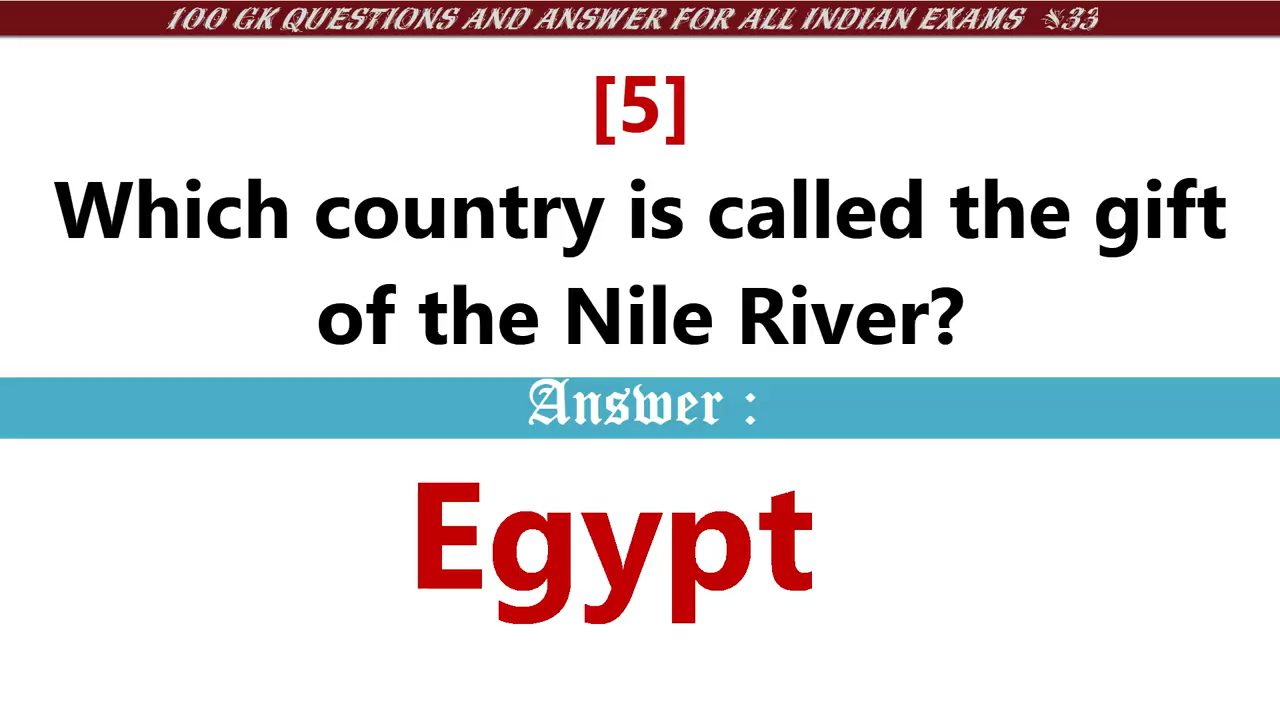 100 GK QUESTIONS AND ANSWER FOR ALL INDIAN EXAMS
[5]
Which country is called the gift
of the Nile River?
Answer :
Egypt